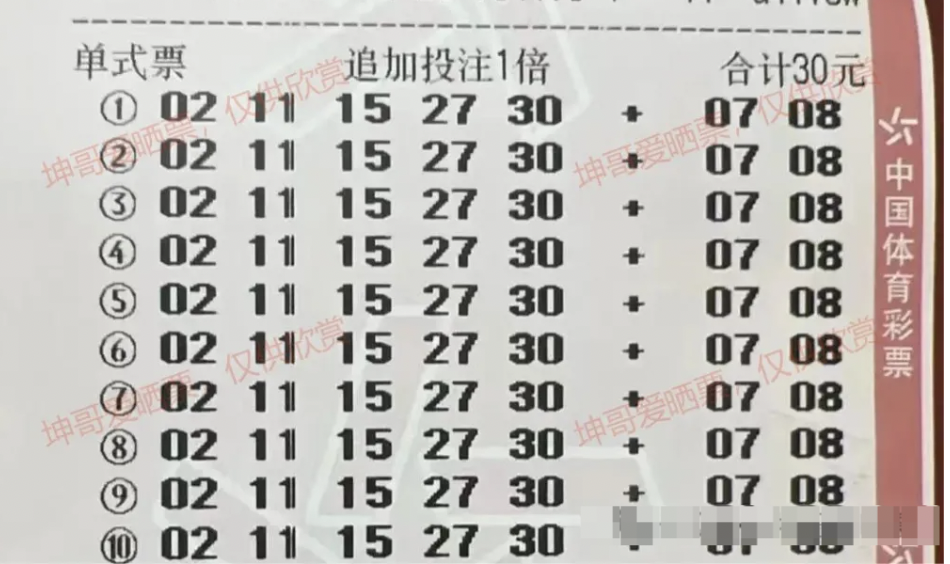 单式票 追加投注1倍 合计30元
① 02 11 15 27 30 + 07 08
② 02 11 15 27 30 + 07 08
③ 02 11 15 27 30 + 07 08
④ 02 11 15 27 30 + 07 08
⑤ 02 11 15 27 30 + 07 08
⑥ 02 11 15 27 30 + 07 08
⑦ 02 11 15 27 30 + 07 08
⑧ 02 11 15 27 30 + 07 08
⑨ 02 11 15 27 30 + 07 08
⑩ 02 11 15 27 30
中国体育彩票
坤哥爱晒票，仅供欣赏
坤哥爱晒票，仅供欣赏
坤哥爱晒票，仅供欣赏
坤哥爱晒票，仅供欣赏